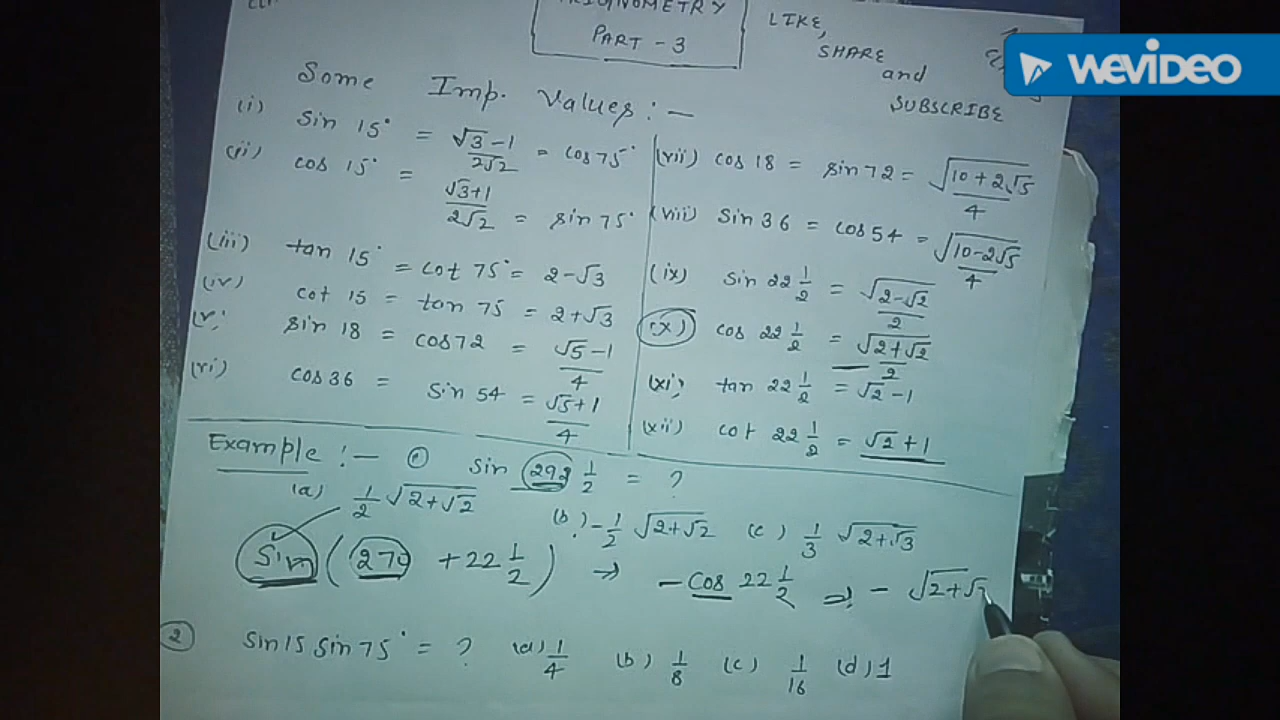 TRIGONOMETRY
PART - 3
LIKE,
SHARE
and
SUBSCRIBE
WEVIDEO
Some Imp. Values : —
(i) sin 15° = √3-1/2√2 = cos 75°
(ii) cos 15° = √3+1/2√2 = sin 75°
(iii) tan 15° = cot 75° = 2-√3
(iv) cot 15 = tan 75 = 2+√3
(v) sin 18 = cos 72 = √5-1/4
(vi) cos 36 = sin 54 = √5+1/4
(vii) cos 18 = sin 72 = √10+2√5/4
(viii) Sin 36 = cos 54 = √10-2√5/4
(ix) sin 22 1/2 = √2-√2/2
(x) cos 22 1/2 = √2+√2/2
(xi) tan 22 1/2 = √2-1
(xii) cot 22 1/2 = √2+1
Example : — ① sin 292 1/2 = ?
(a) 1/2 √2+√2 (b) -1/2 √2+√2 (c) 1/3 √2+√3
Sin (270 + 22 1/2) → -cos 22 1/2 ⇒ - √2+√2
② sin 15 sin 75° = ? (a) 1/4 (b) 1/8 (c) 1/16 (d) 1